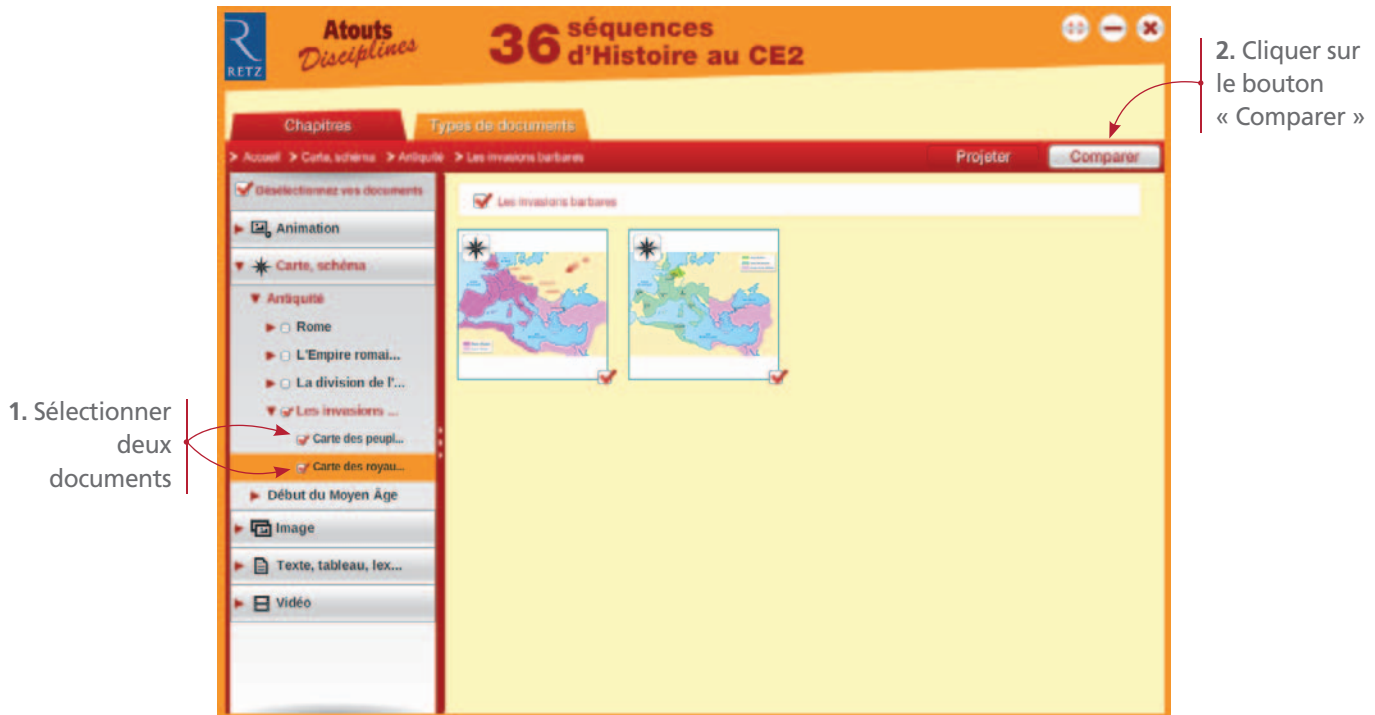 RETZ
Atouts
Disciplines
36 séquences
d'Histoire au CE2
2. Cliquer sur
le bouton
« Comparer »
Chapitres
Types de documents
> Accueil > Carte, schéma > Antiquité > Les invasions barbares
Projeter
Comparer
Désélectionnez vos documents
Les invasions barbares
Animation
Carte, schéma
Antiquité
Rome
L'Empire romai...
La division de l'...
Les invasions ...
Carte des peupl...
Carte des royau...
1. Sélectionner
deux
documents
Début du Moyen Âge
Image
Texte, tableau, lex...
Vidéo